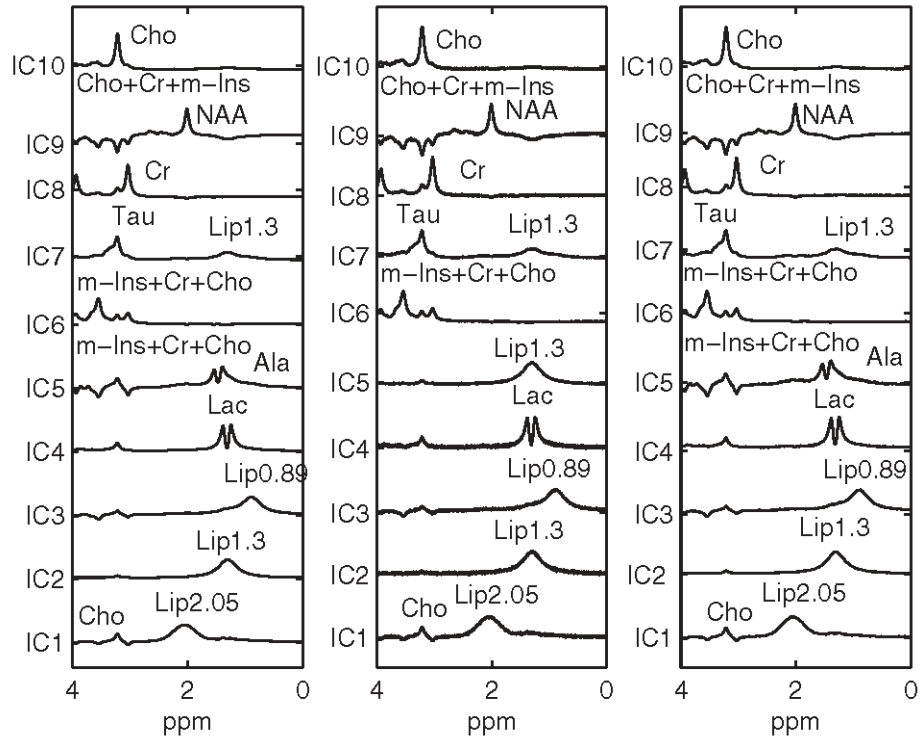 Cho
IC10
Cho+Cr+m−Ins
NAA
IC9
Cr
IC8
Tau
Lip1.3
IC7
m−Ins+Cr+Cho
IC6
m−Ins+Cr+Cho
Ala
IC5
Lac
IC4
Lip0.89
IC3
Lip1.3
IC2
Lip2.05
Cho
IC1
4 2 0
ppm
Cho
IC10
Cho+Cr+m−Ins
NAA
IC9
Cr
IC8
Tau
Lip1.3
IC7
m−Ins+Cr+Cho
IC6
Lip1.3
IC5
Lac
IC4
Lip0.89
IC3
Lip1.3
IC2
Lip2.05
Cho
IC1
4 2 0
ppm
Cho
IC10
Cho+Cr+m−Ins
NAA
IC9
Cr
IC8
Tau
Lip1.3
IC7
m−Ins+Cr+Cho
IC6
m−Ins+Cr+Cho
Ala
IC5
Lac
IC4
Lip0.89
IC3
Lip1.3
IC2
Lip2.05
Cho
IC1
4 2 0
ppm